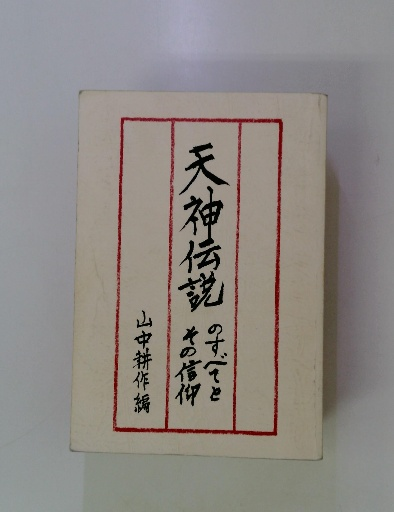 天神伝説
のすべてと
その信仰
山中耕作編